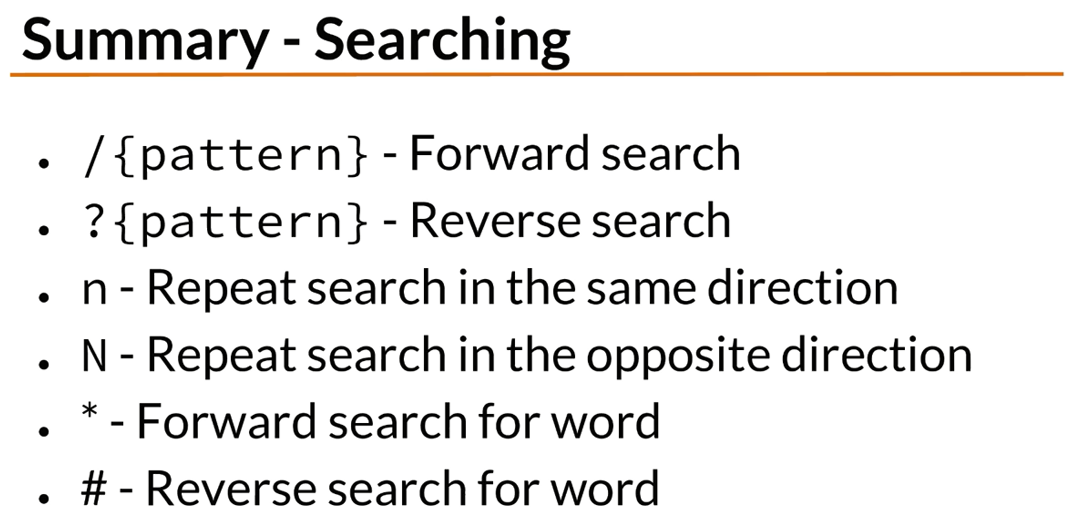 Summary - Searching
• /{pattern} - Forward search
• ?{pattern} - Reverse search
• n - Repeat search in the same direction
• N - Repeat search in the opposite direction
• * - Forward search for word
• # - Reverse search for word